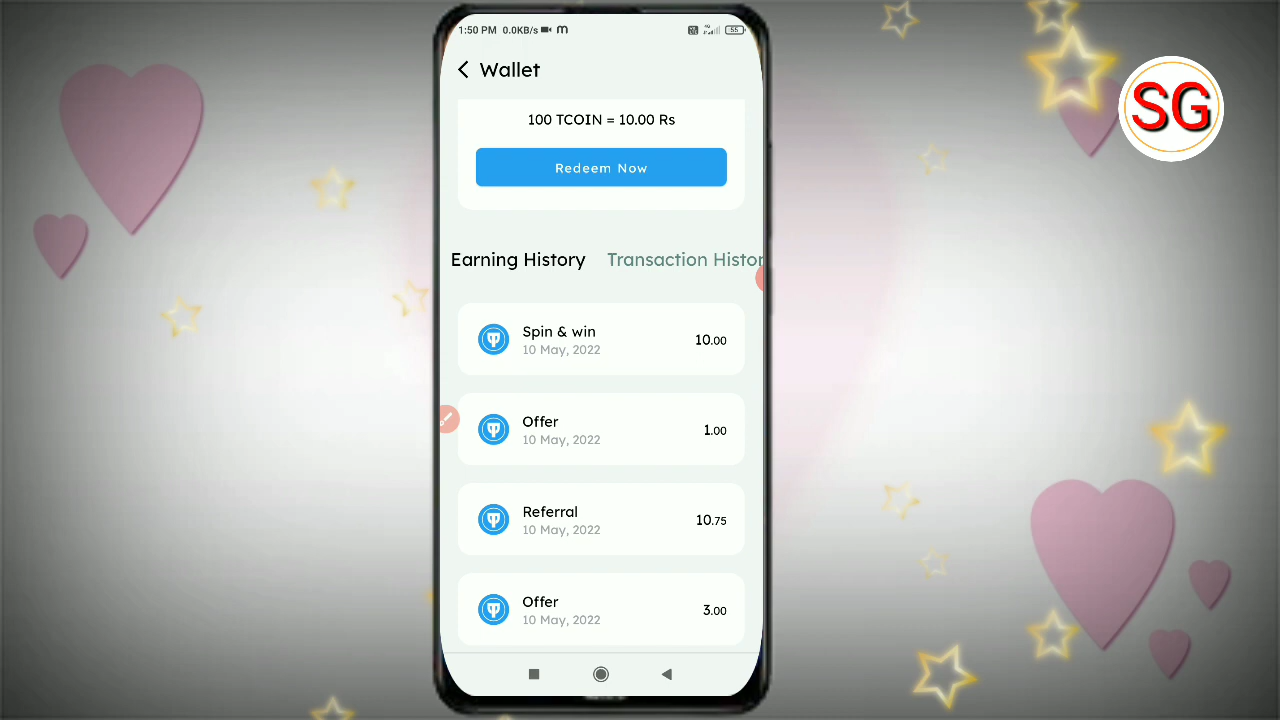 1:50 PM 0.0KB/s
4G
55
SG
Wallet
100 TCOIN = 10.00 Rs
Redeem Now
Earning History Transaction Histor
Spin & win
10 May, 2022
10.00
Offer
10 May, 2022
1.00
Referral
10 May, 2022
10.75
Offer
10 May, 2022
3.00